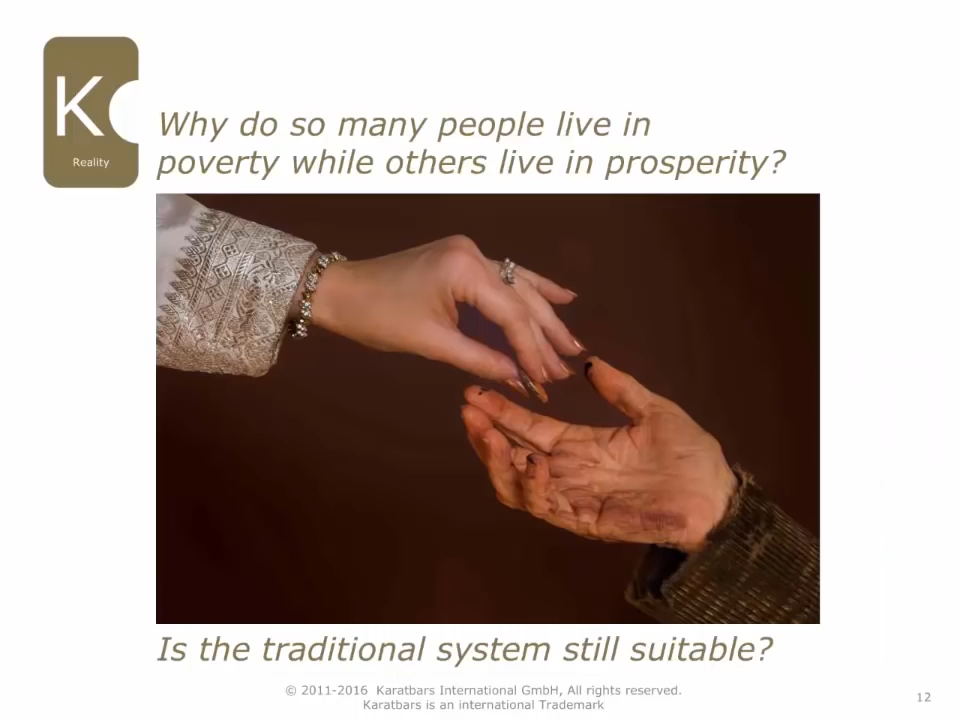 K
Reality
Why do so many people live in
poverty while others live in prosperity?
Is the traditional system still suitable?
© 2011-2016 Karatbars International GmbH, All rights reserved.
Karatbars is an international Trademark
12